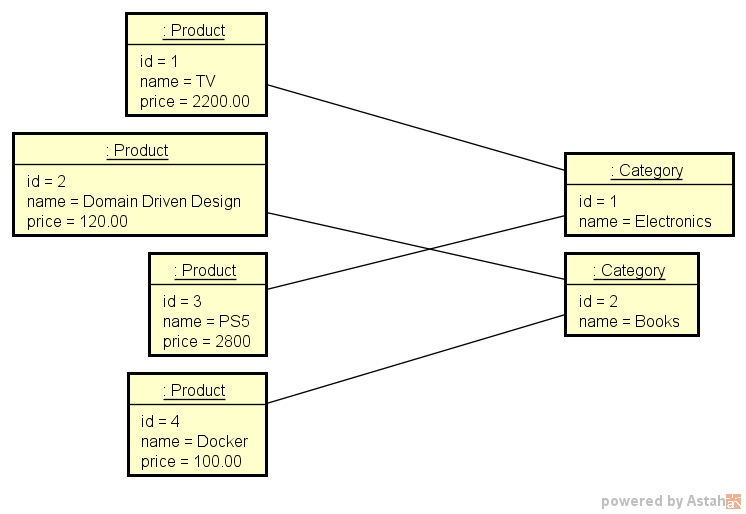 : Product
id = 1
name = TV
price = 2200.00
: Product
id = 2
name = Domain Driven Design
price = 120.00
: Product
id = 3
name = PS5
price = 2800
: Product
id = 4
name = Docker
price = 100.00
: Category
id = 1
name = Electronics
: Category
id = 2
name = Books
powered by Astah